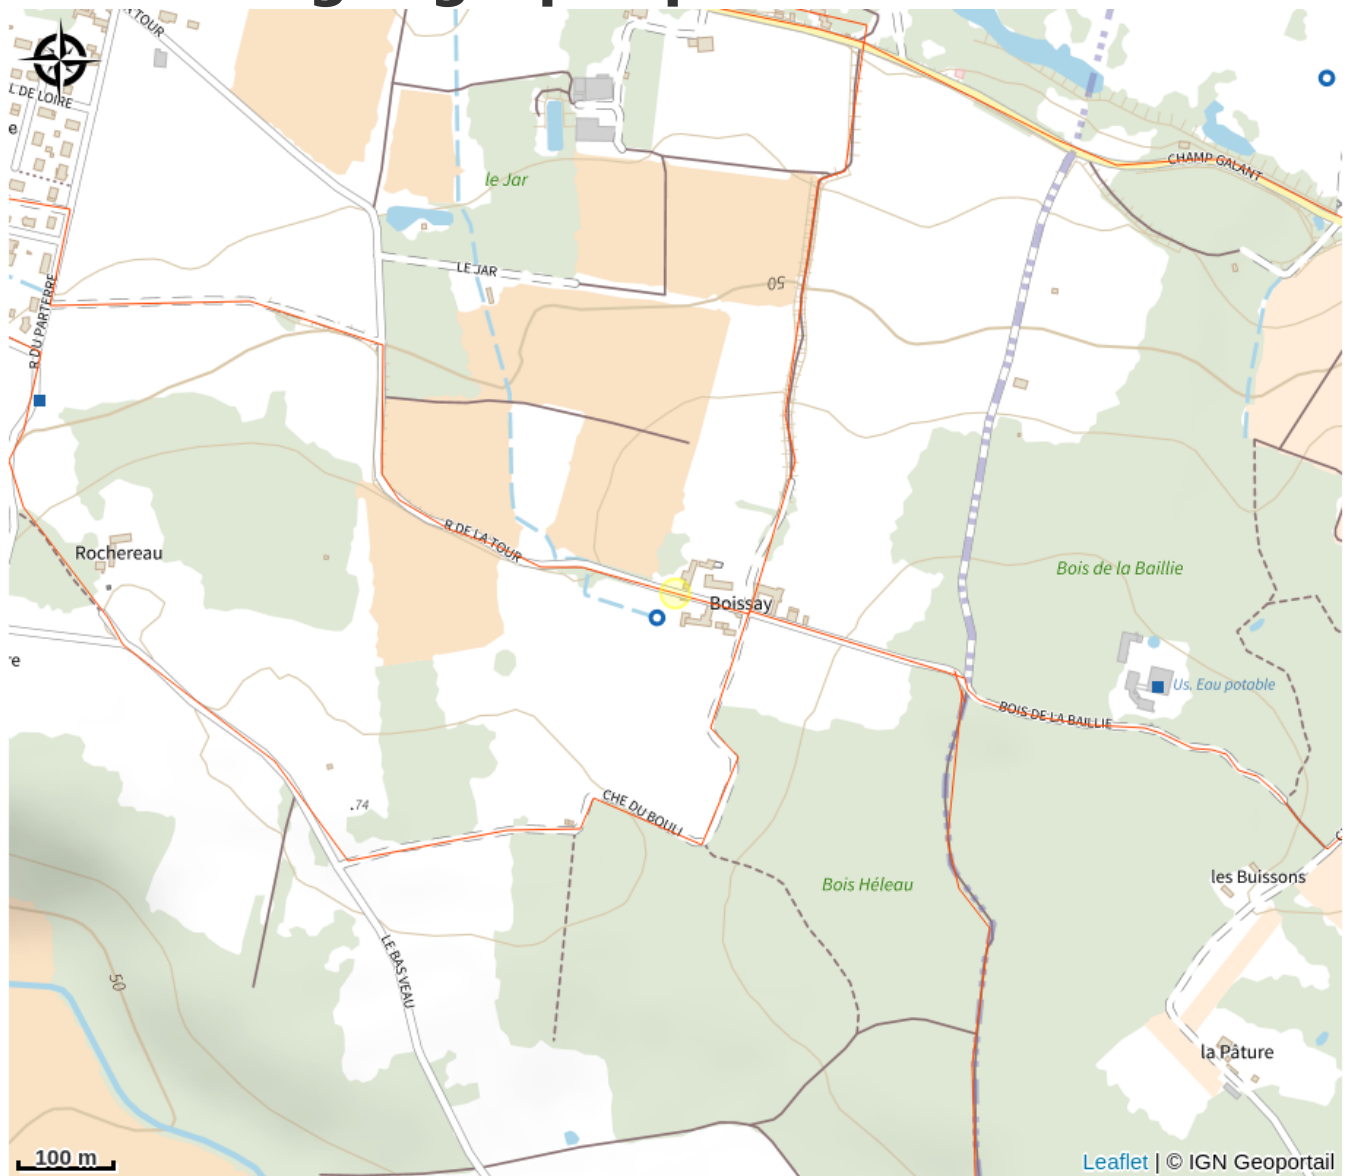 A TOUR
L DE LOIRE
e
le Jar
CHAMP GALANT
LE JAR
50
R DU PARTERRE
R DE LA TOUR
Rochereau
Boissay
Bois de la Baillie
re
Us. Eau potable
BOIS DE LA BAILLIE
.74
CHE DU BOULI
C
les Buissons
Bois Héleau
LE BAS VEAU
50
la Pâture
100 m
Leaflet | © IGN Geoportail